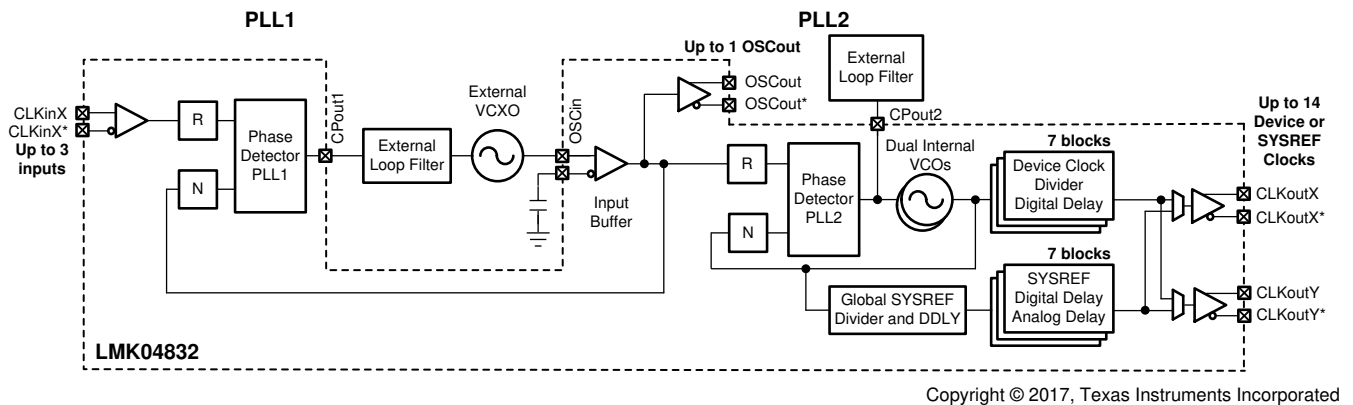 PLL1
PLL2
Up to 1 OSCout
External
Loop Filter
OSCout
OSCout*
CLKinX
CLKinX*
Up to 3
inputs
R
N
Phase
Detector
PLL1
CPout1
External
Loop Filter
External
VCXO
OSCin
Input
Buffer
R
N
Phase
Detector
PLL2
CPout2
Dual Internal
VCOs
7 blocks
Device Clock
Divider
Digital Delay
7 blocks
SYSREF
Digital Delay
Analog Delay
Global SYSREF
Divider and DDLY
Up to 14
Device or
SYSREF
Clocks
CLKoutX
CLKoutX*
CLKoutY
CLKoutY*
LMK04832
Copyright © 2017, Texas Instruments Incorporated